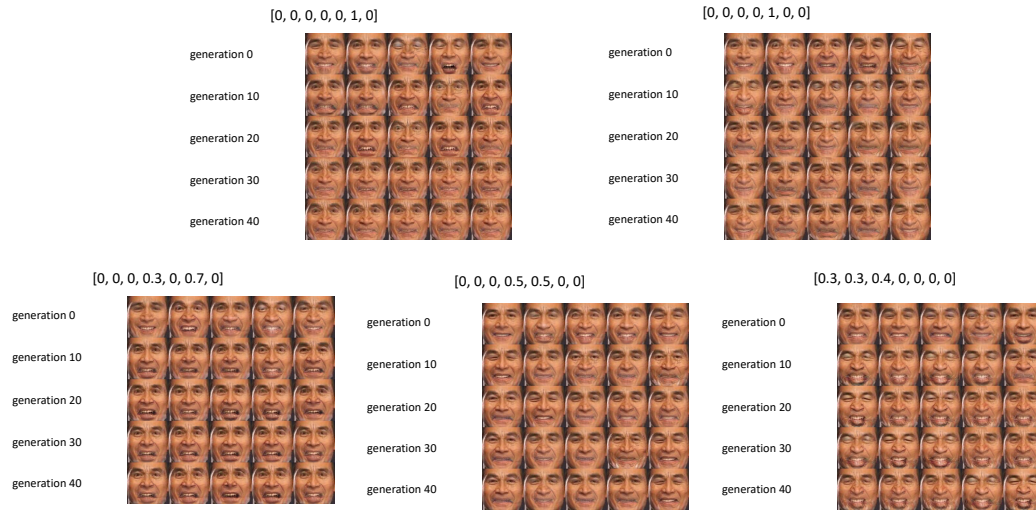 [0, 0, 0, 0, 0, 1, 0]
generation 0
generation 10
generation 20
generation 30
generation 40
[0, 0, 0, 0, 1, 0, 0]
generation 0
generation 10
generation 20
generation 30
generation 40
[0, 0, 0, 0.3, 0, 0.7, 0]
generation 0
generation 10
generation 20
generation 30
generation 40
[0, 0, 0, 0.5, 0.5, 0, 0]
generation 0
generation 10
generation 20
generation 30
generation 40
[0.3, 0.3, 0.4, 0, 0, 0, 0]
generation 0
generation 10
generation 20
generation 30
generation 40